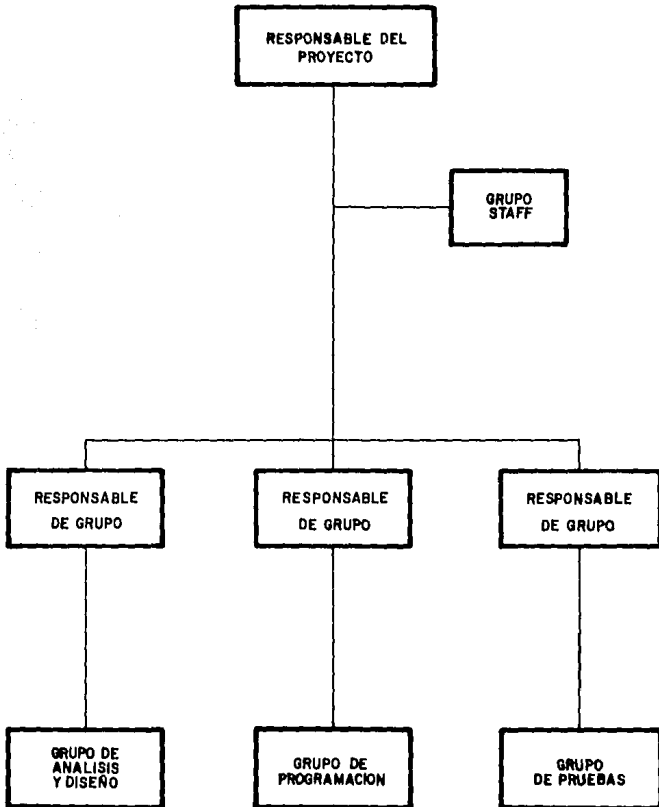 RESPONSABLE DEL
PROYECTO
GRUPO
STAFF
RESPONSABLE
DE GRUPO
RESPONSABLE
DE GRUPO
RESPONSABLE
DE GRUPO
GRUPO DE
ANALISIS
Y DISEÑO
GRUPO DE
PROGRAMACION
GRUPO
DE PRUEBAS